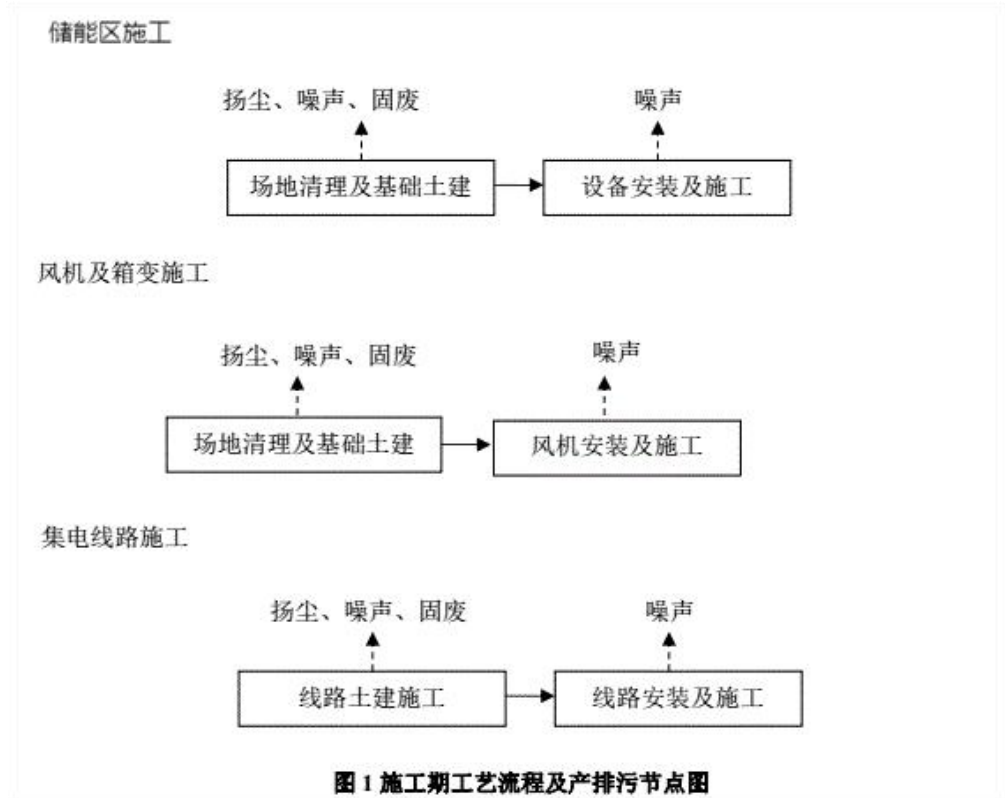 储能区施工
扬尘、噪声、固废
噪声
场地清理及基础土建
设备安装及施工
风机及箱变施工
扬尘、噪声、固废
噪声
场地清理及基础土建
风机安装及施工
集电线路施工
扬尘、噪声、固废
噪声
线路土建施工
线路安装及施工
图 1 施工期工艺流程及产排污节点图